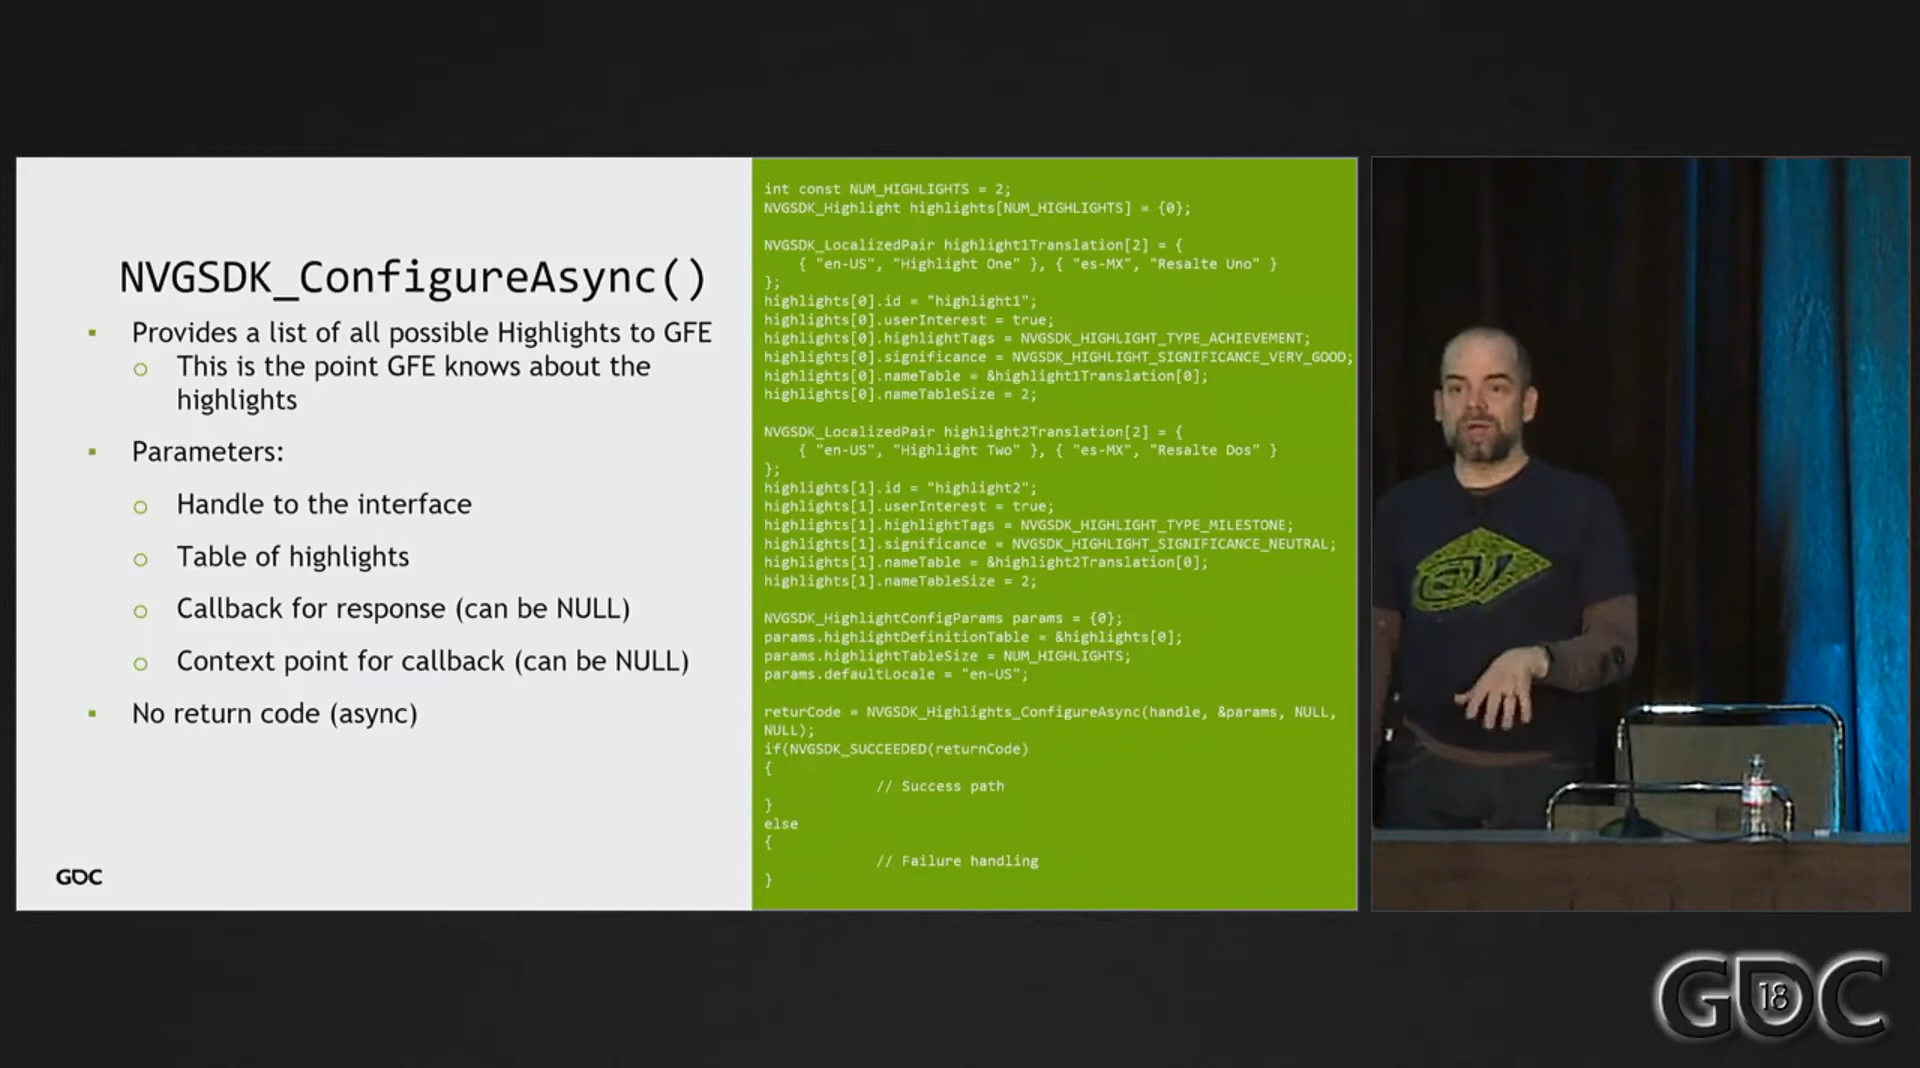 NVGSDK_ConfigureAsync()
▪ Provides a list of all possible Highlights to GFE
o This is the point GFE knows about the
highlights
▪ Parameters:
o Handle to the interface
o Table of highlights
o Callback for response (can be NULL)
o Context point for callback (can be NULL)
▪ No return code (async)
GDC
int const NUM_HIGHLIGHTS = 2;
NVGSDK_Highlight highlights[NUM_HIGHLIGHTS] = {0};
NVGSDK_LocalizedPair highlight1Translation[2] = {
{ "en-US", "Highlight One" }, { "es-MX", "Resalte Uno" }
};
highlights[0].id = "highlight1";
highlights[0].userInterest = true;
highlights[0].highlightTags = NVGSDK_HIGHLIGHT_TYPE_ACHIEVEMENT;
highlights[0].significance = NVGSDK_HIGHLIGHT_SIGNIFICANCE_VERY_GOOD;
highlights[0].nameTable = &highlight1Translation[0];
highlights[0].nameTableSize = 2;
NVGSDK_LocalizedPair highlight2Translation[2] = {
{ "en-US", "Highlight Two" }, { "es-MX", "Resalte Dos" }
};
highlights[1].id = "highlight2";
highlights[1].userInterest = true;
highlights[1].highlightTags = NVGSDK_HIGHLIGHT_TYPE_MILESTONE;
highlights[1].significance = NVGSDK_HIGHLIGHT_SIGNIFICANCE_NEUTRAL;
highlights[1].nameTable = &highlight2Translation[0];
highlights[1].nameTableSize = 2;
NVGSDK_HighlightConfigParams params = {0};
params.highlightDefinitionTable = &highlights[0];
params.highlightTableSize = NUM_HIGHLIGHTS;
params.defaultLocale = "en-US";
returCode = NVGSDK_Highlights_ConfigureAsync(handle, &params, NULL,
NULL);
if(NVGSDK_SUCCEEDED(returnCode)
{
// Success path
}
else
{
// Failure handling
}
GDC 18